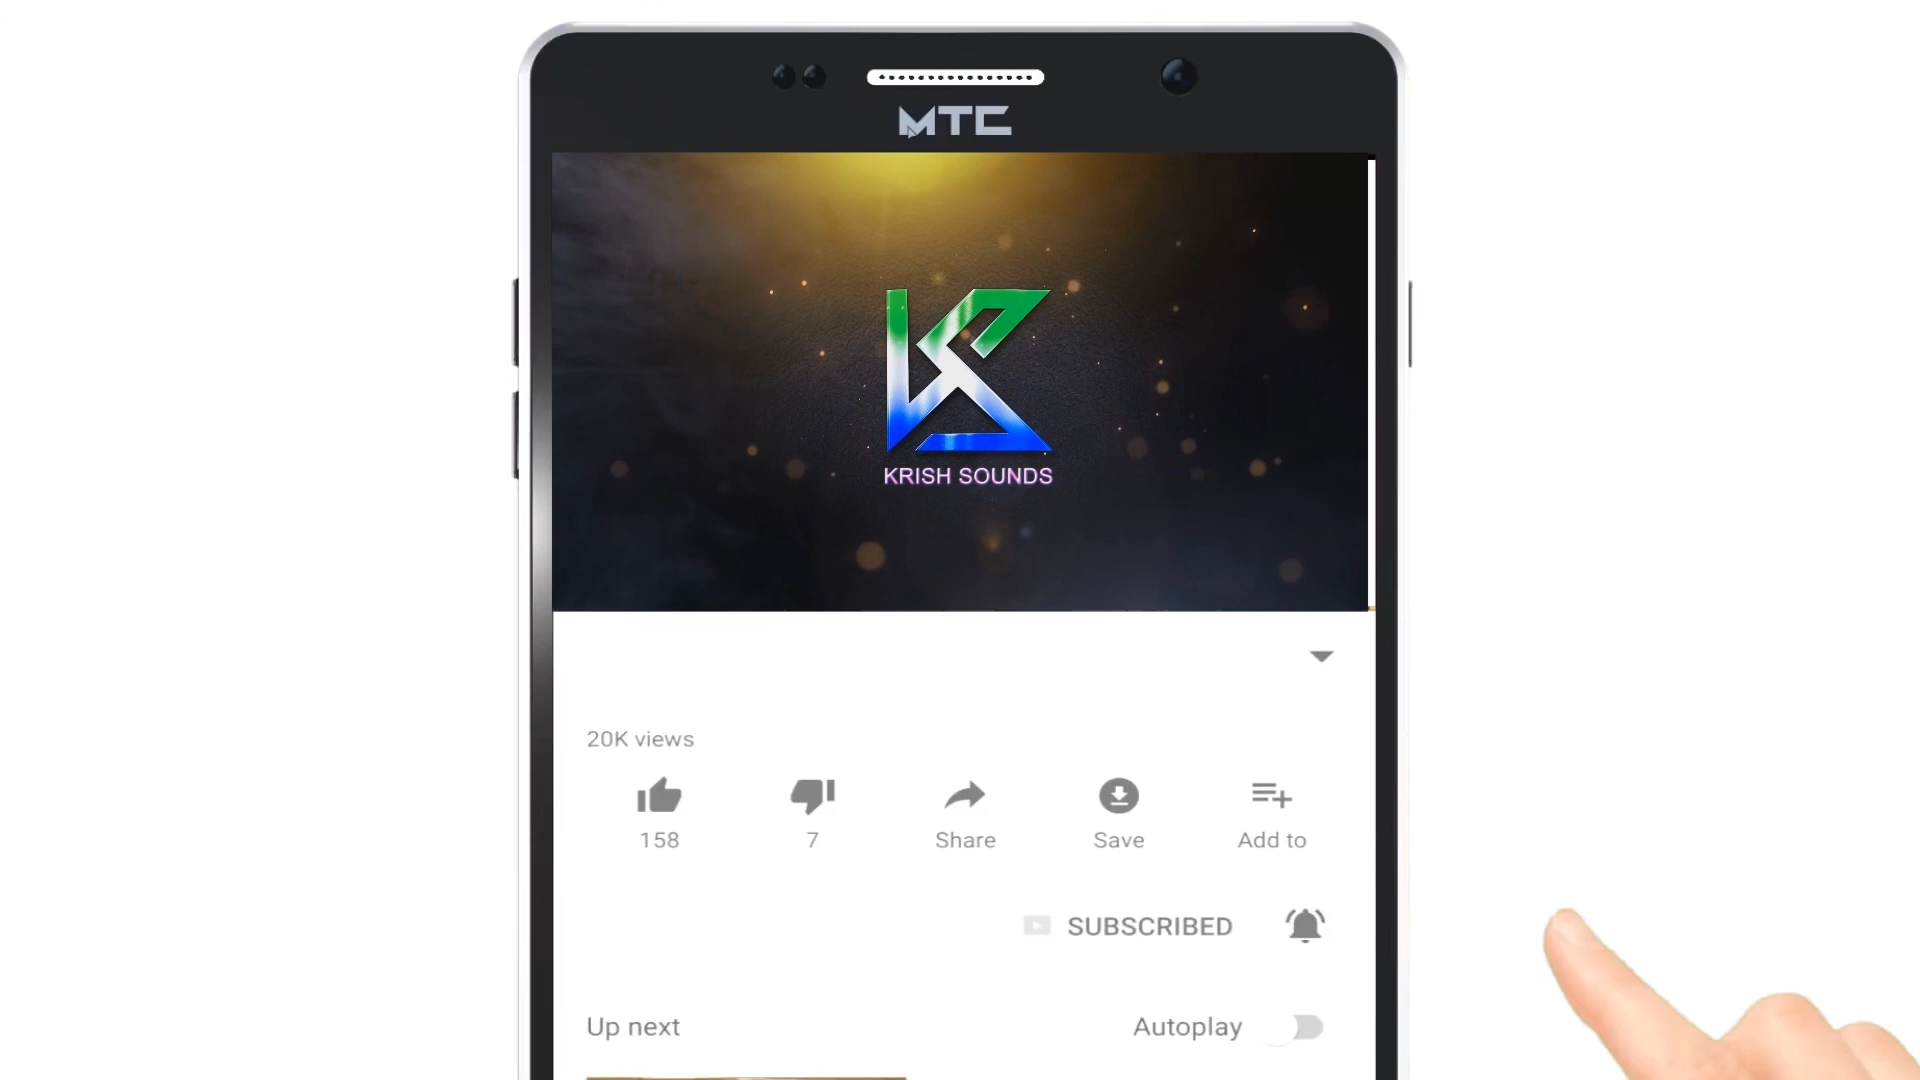 MTC
KRISH SOUNDS
20K views
158
7
Share
Save
Add to
SUBSCRIBED
Up next
Autoplay